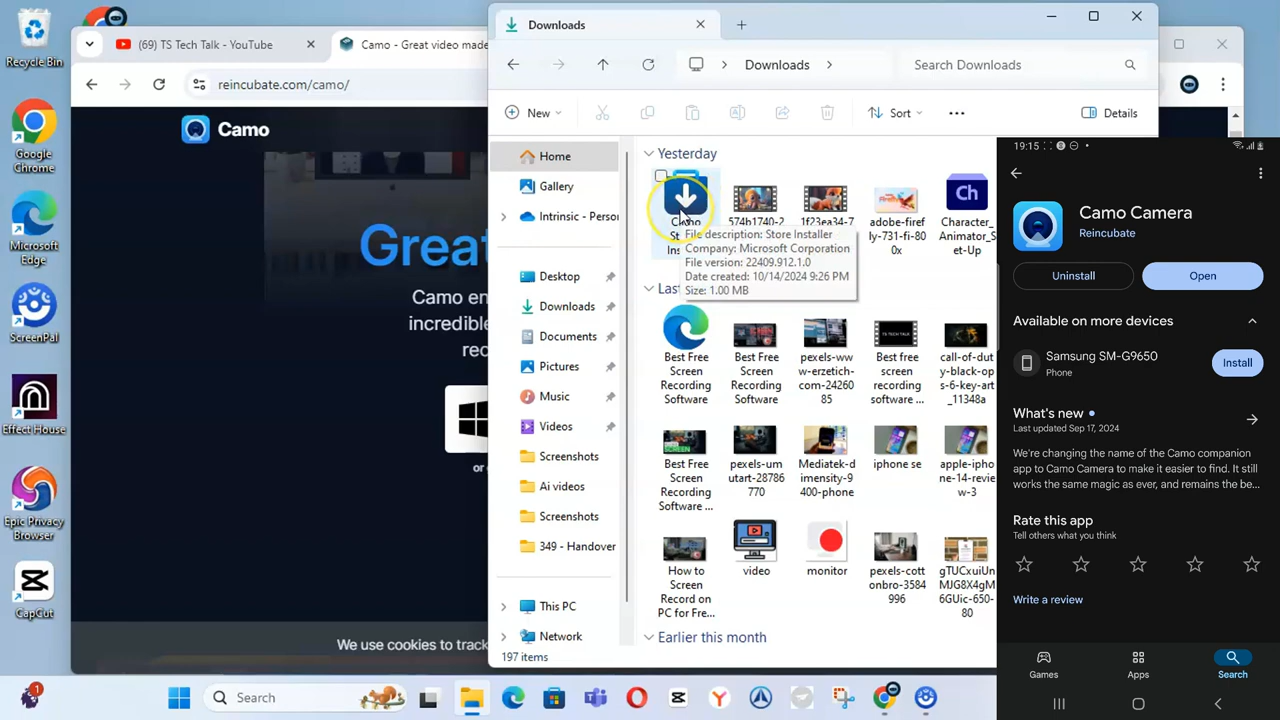 Recycle Bin
Google
Chrome
Microsoft
Edge
ScreenPal
Effect House
Epic Privacy
Browser
CapCut
(69) TS Tech Talk - YouTube
Camo - Great video made
reincubate.com/camo/
Camo
Great
Camo en
incredible
rec
or
We use cookies to track
Downloads
Downloads
Search Downloads
New
Sort
Details
Home
Gallery
Intrinsic - Persor
Desktop
Downloads
Documents
Pictures
Music
Videos
Screenshots
Ai videos
Screenshots
349 - Handover
This PC
Network
197 items
Yesterday
Camo
574b1740-2
1f23ea34-7
adobe-firef
ly-731-fi-80
0x
Ch
Character_
Animator_S
et-Up
File description: Store Installer
Company: Microsoft Corporation
File version: 22409.912.1.0
Date created: 10/14/2024 9:26 PM
Size: 1.00 MB
Best Free
Screen
Recording
Software
Best Free
Screen
Recording
Software
pexels-ww
w-erzetich-
com-24260
85
TS TECH TALK
Best free
screen
recording
softwar ...
call-of-dut
y-black-op
s-6-key-art
_11348a
Best Free
Screen
Recording
Software ...
pexels-um
utart-28786
770
Mediatek-d
imensity-9
400-phone
iphone se
apple-ipho
ne-14-revie
w-3
How to
Screen
Record on
PC for Fre...
video
monitor
pexels-cott
onbro-3584
996
gTUCxuiUn
MJG8X4gM
6GUic-650-
80
Earlier this month
19:15
Camo Camera
Reincubate
Uninstall
Open
Available on more devices
Samsung SM-G9650
Phone
Install
What's new
Last updated Sep 17, 2024
We're changing the name of the Camo companion
app to Camo Camera to make it easier to find. It still
works the same magic as ever, and remains the be...
Rate this app
Tell others what you think
Write a review
Games
Apps
Search
1
Search